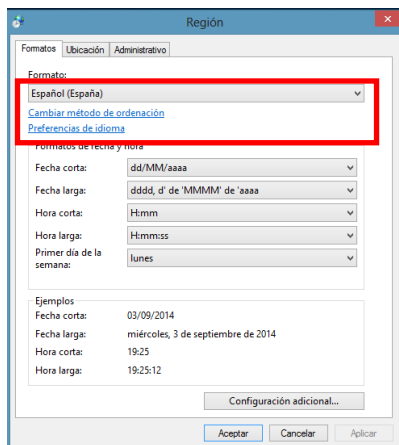 Región
Formatos Ubicación Administrativo
Formato:
Español (España)
Cambiar método de ordenación
Preferencias de idioma
Formatos de fecha y hora
Fecha corta: dd/MM/aaaa
Fecha larga: dddd, d' de 'MMMM' de 'aaaa
Hora corta: H:mm
Hora larga: H:mm:ss
Primer día de la
semana: lunes
Ejemplos
Fecha corta: 03/09/2014
Fecha larga: miércoles, 3 de septiembre de 2014
Hora corta: 19:25
Hora larga: 19:25:12
Configuración adicional...
Aceptar Cancelar Aplicar